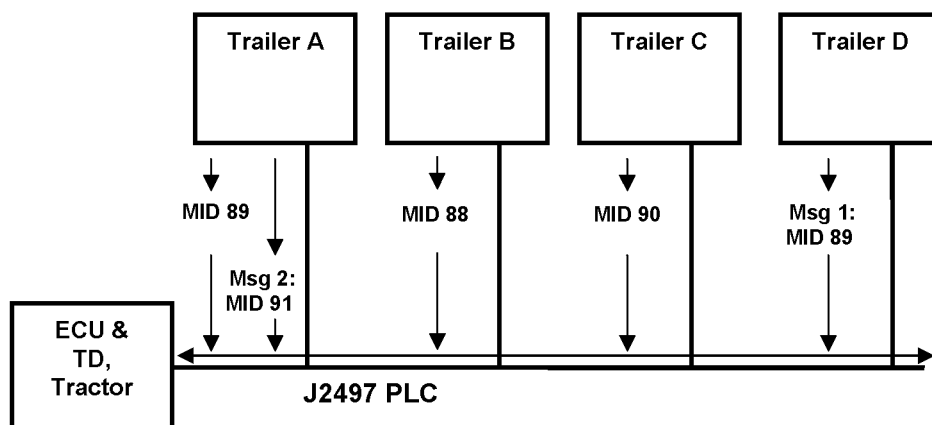 Trailer A
Trailer B
Trailer C
Trailer D
MID 89
MID 88
MID 90
Msg 1:
MID 89
Msg 2:
MID 91
ECU &
TD,
Tractor
J2497 PLC